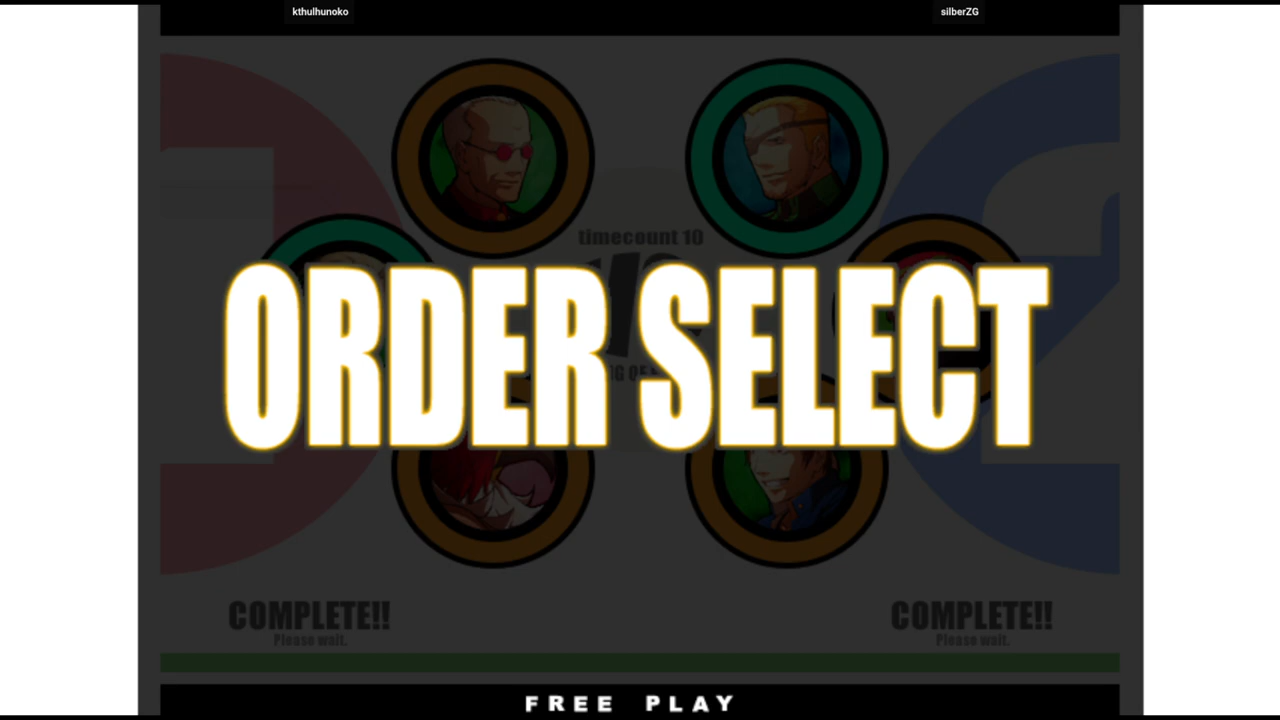 kthulhunoko silberZG
timecount 10
ORDER SELECT
COMPLETE!! COMPLETE!!
Please wait. Please wait.
FREE PLAY